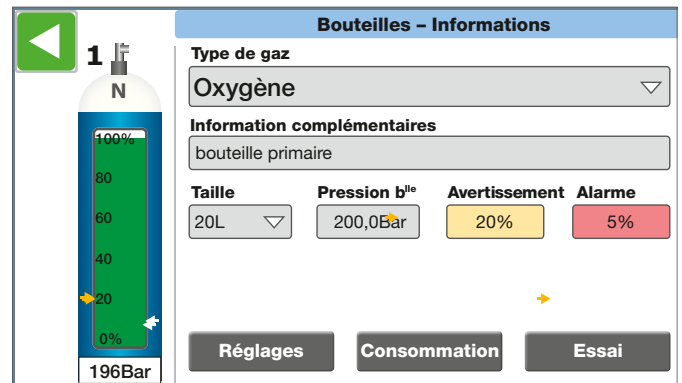 Bouteilles – Informations
1
N
Type de gaz
Oxygène
Information complémentaires
bouteille primaire
Taille
Pression bˡˡᵉ
Avertissement
Alarme
20L
200,0Bar
20%
5%
100%
80
60
40
20
0%
196Bar
Réglages
Consommation
Essai